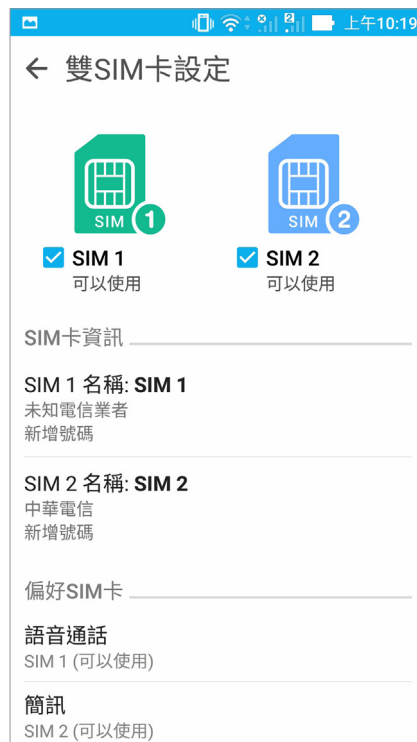 上午10:19
雙SIM卡設定
SIM 1
SIM 2
SIM 1
SIM 2
可以使用
可以使用
SIM卡資訊
SIM 1 名稱: SIM 1
未知電信業者
新增號碼
SIM 2 名稱: SIM 2
中華電信
新增號碼
偏好SIM卡
語音通話
SIM 1 (可以使用)
簡訊
SIM 2 (可以使用)